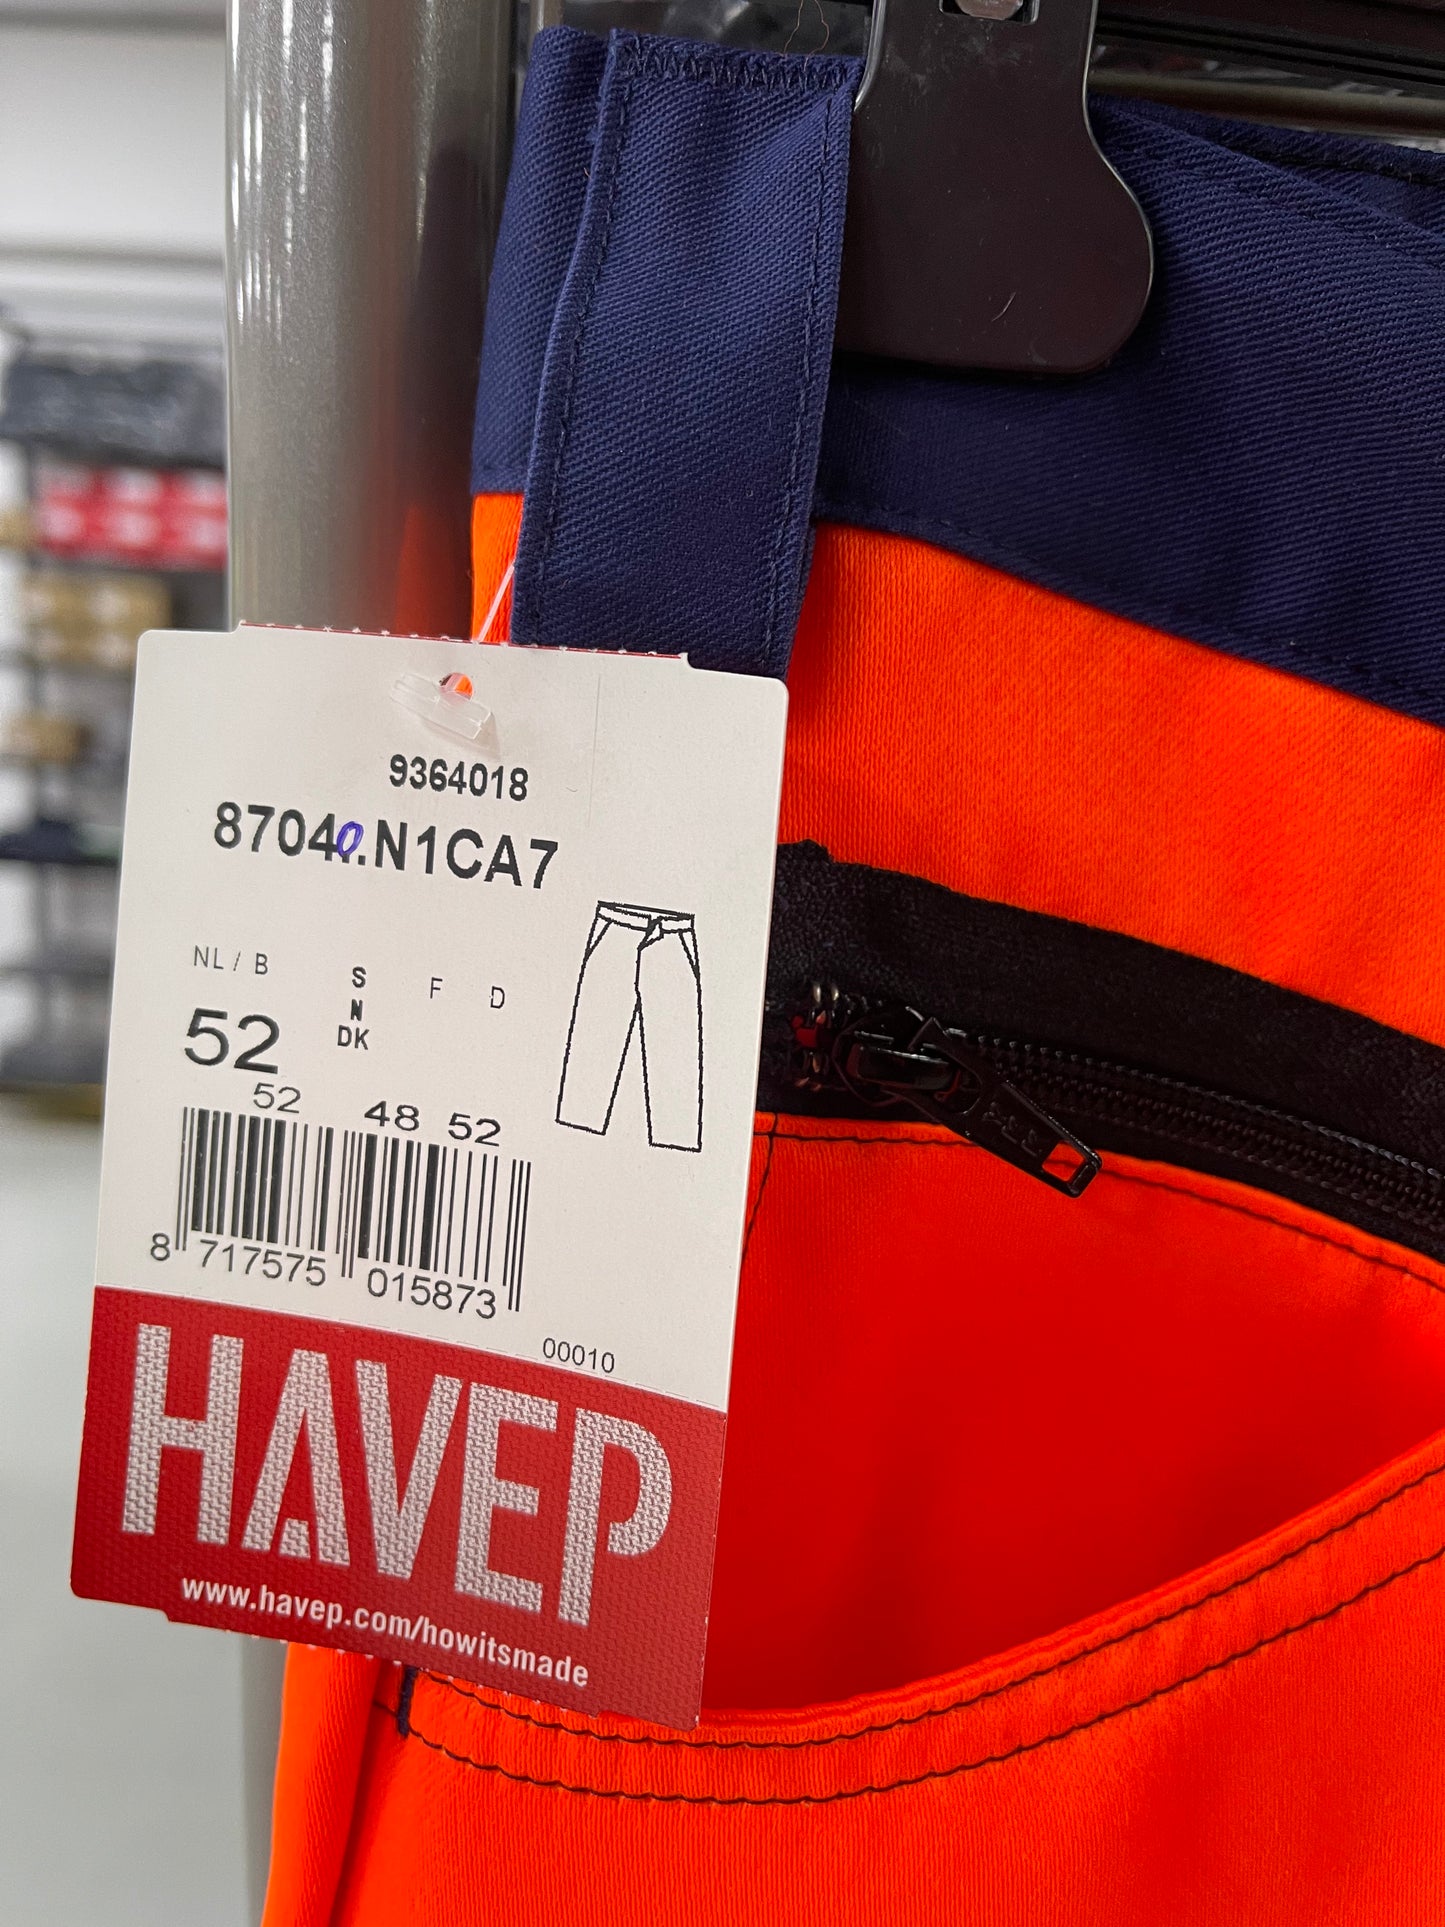 9364018
87040.N1CA7
NL / B S F D
N
52 DK
52 48 52
8 717575 015873
00010
HAVEP
www.havep.com/howitsmade